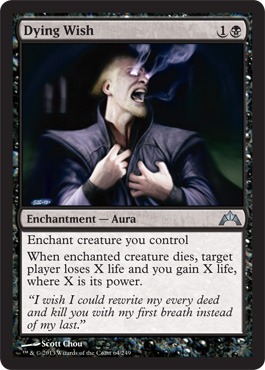 Dying Wish 1
Enchantment — Aura
Enchant creature you control
When enchanted creature dies, target
player loses X life and you gain X life,
where X is its power.
“I wish I could rewrite my every deed
and kill you with my first breath instead
of my last.”
Scott Chou
™ & © 2013 Wizards of the Coast 64/249